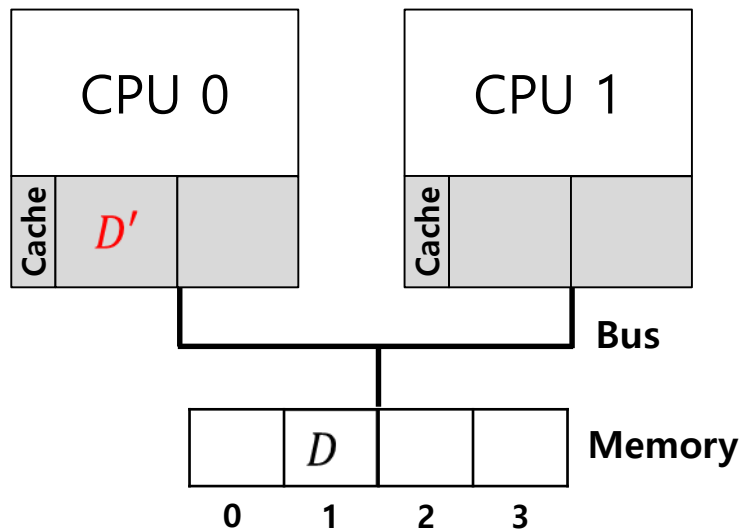 CPU 0
CPU 1
Cache
D′
Cache
Bus
D
Memory
0 1 2 3